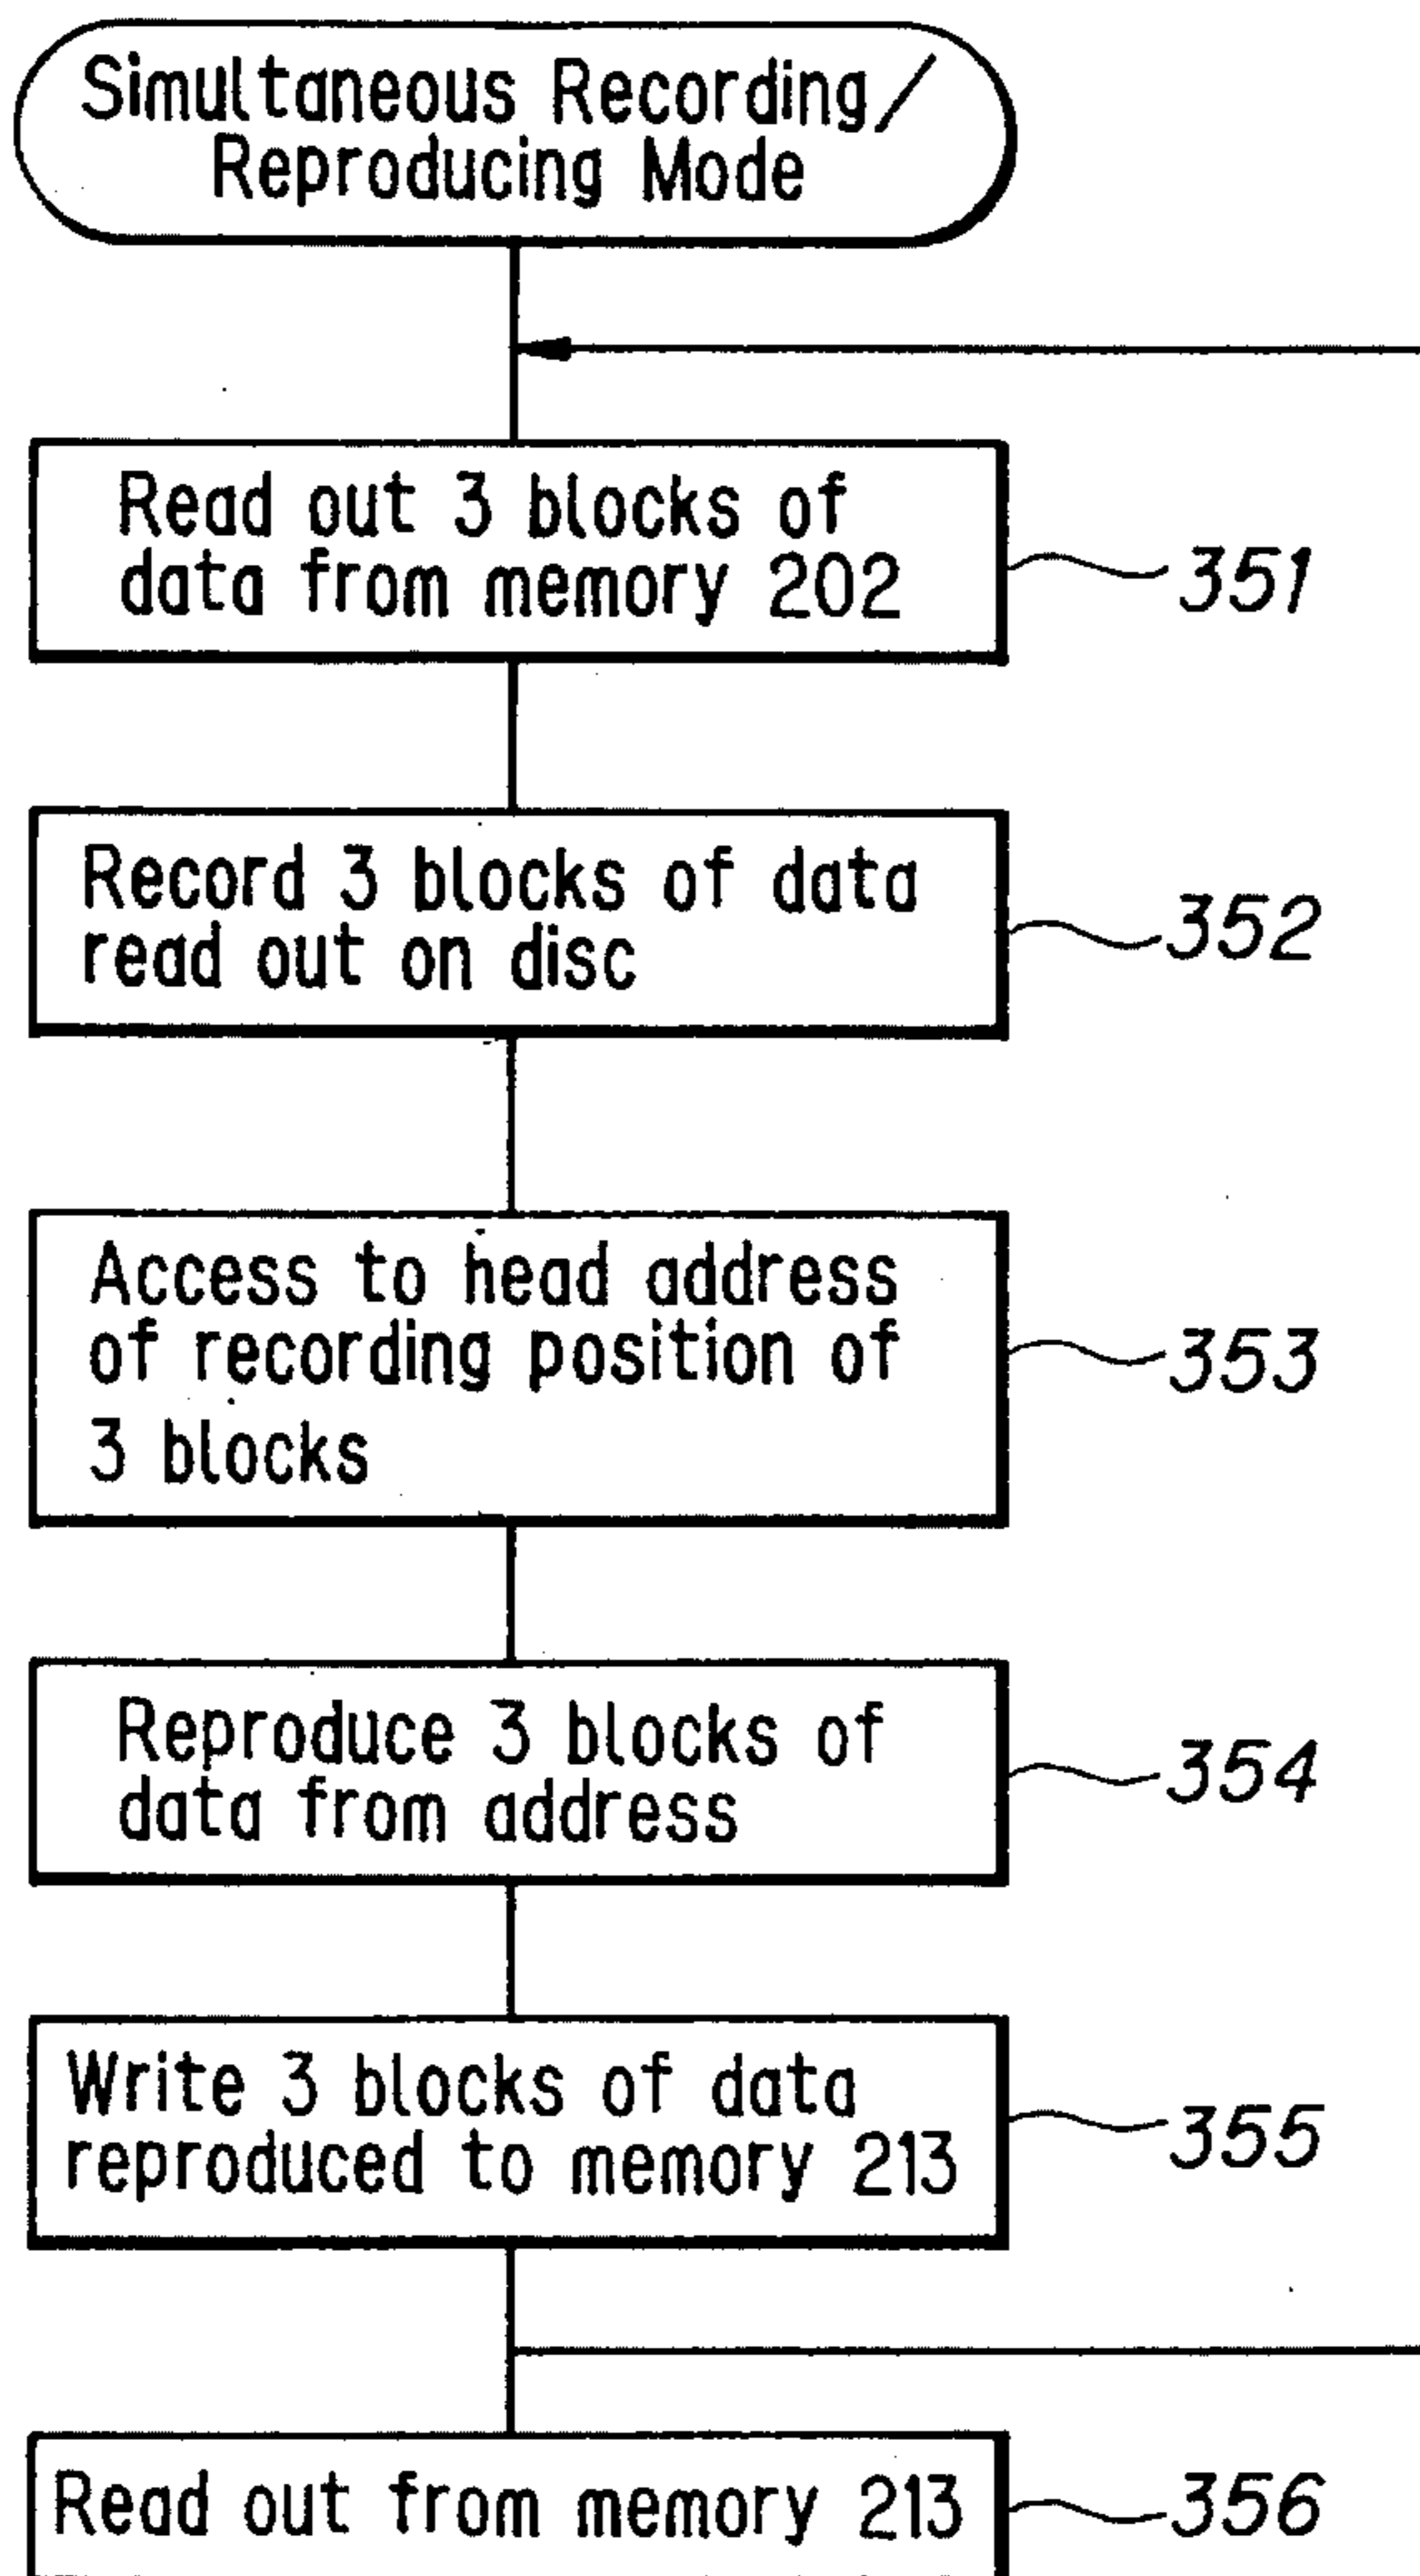 Simultaneous Recording/
Reproducing Mode
Read out 3 blocks of
data from memory 202
351
Record 3 blocks of data
read out on disc
352
Access to head address
of recording position of
3 blocks
353
Reproduce 3 blocks of
data from address
354
Write 3 blocks of data
reproduced to memory 213
355
Read out from memory 213
356